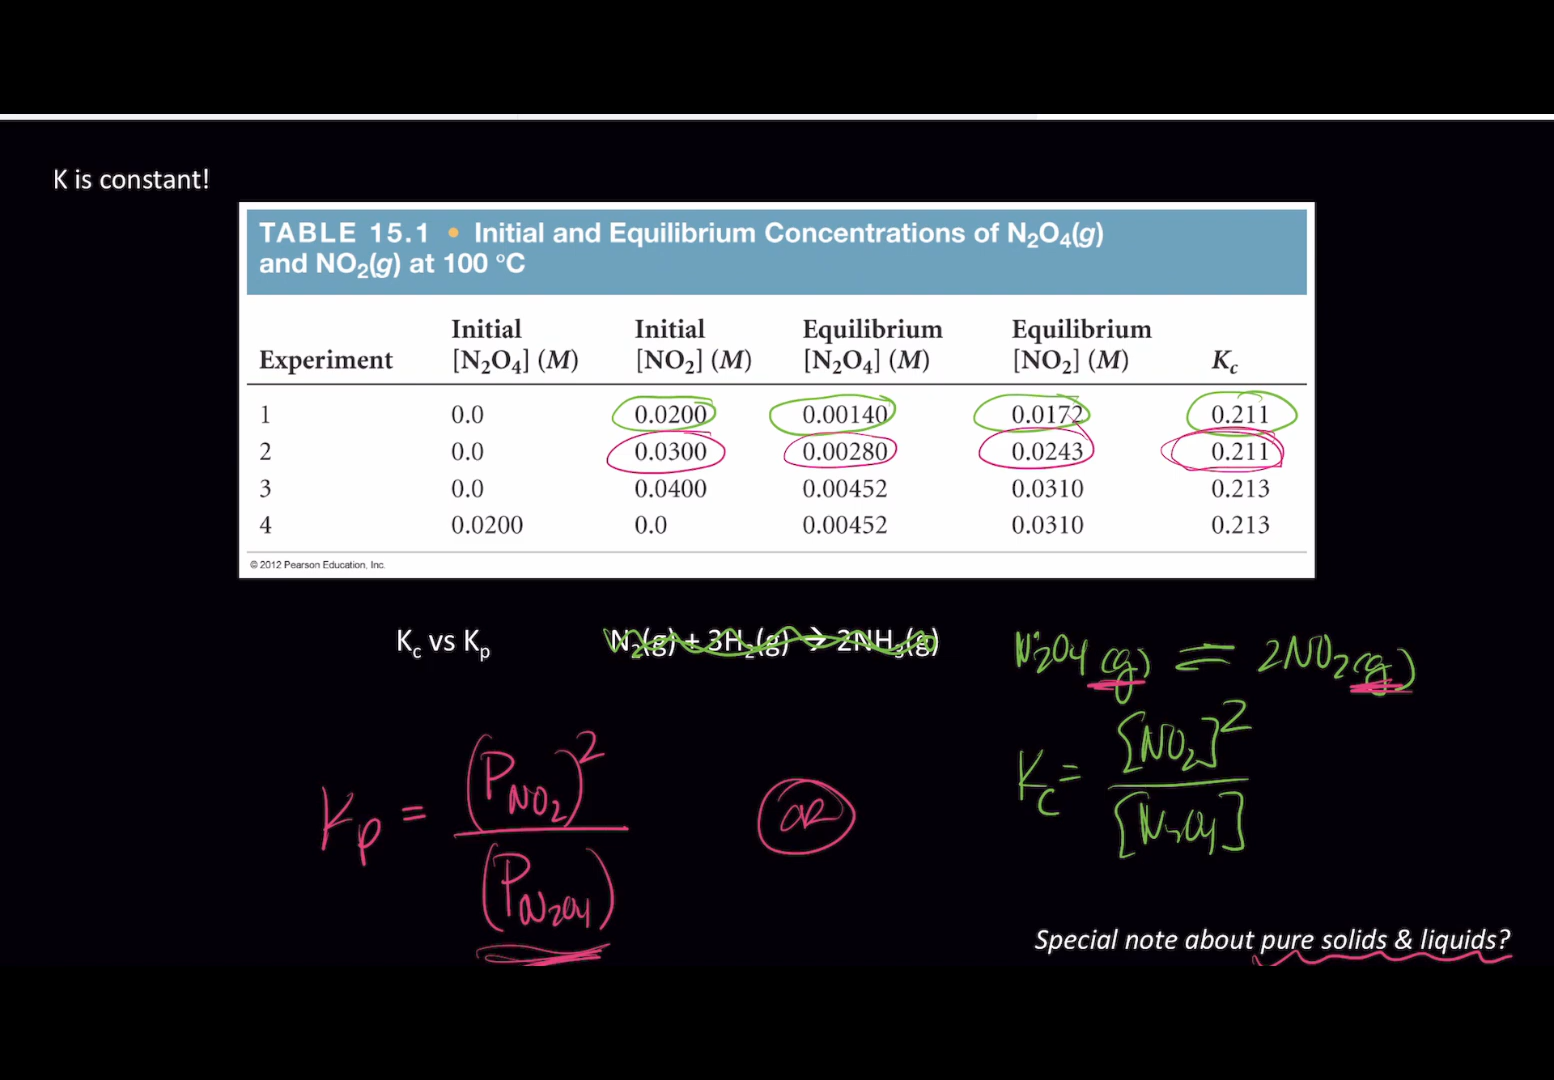 K is constant!
TABLE 15.1 • Initial and Equilibrium Concentrations of N₂O₄(g)
and NO₂(g) at 100 °C
Experiment Initial [N₂O₄] (M) Initial [NO₂] (M) Equilibrium [N₂O₄] (M) Equilibrium [NO₂] (M) Kc
1 0.0 0.0200 0.00140 0.0172 0.211
2 0.0 0.0300 0.00280 0.0243 0.211
3 0.0 0.0400 0.00452 0.0310 0.213
4 0.0200 0.0 0.00452 0.0310 0.213
© 2012 Pearson Education, Inc.
Kc vs Kp
N₂(g) + 3H₂(g) → 2NH₃(g)
N₂O₄ (g) ⇌ 2NO₂(g)
Kp = (P NO₂)² / (P N₂O₄)
OR
Kc = [NO₂]² / [N₂O₄]
Special note about pure solids & liquids?